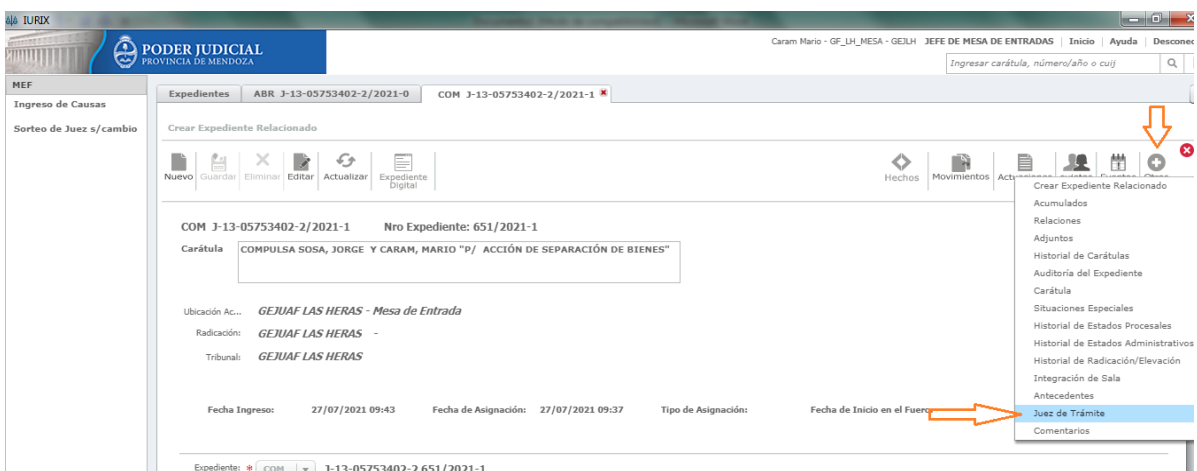 IURIX
PODER JUDICIAL
PROVINCIA DE MENDOZA
Caram Mario - GF_LH_MESA - GEJLH JEFE DE MESA DE ENTRADAS Inicio Ayuda Desconec
Ingresar carátula, número/año o cuij
MEF
Ingreso de Causas
Sorteo de Juez s/cambio
Expedientes ABR J-13-05753402-2/2021-0 COM J-13-05753402-2/2021-1
Crear Expediente Relacionado
Nuevo Guardar Eliminar Editar Actualizar Expediente Digital Hechos Movimientos
Crear Expediente Relacionado
Acumulados
Relaciones
Adjuntos
Historial de Carátulas
Auditoría del Expediente
Carátula
Situaciones Especiales
Historial de Estados Procesales
Historial de Estados Administrativos
Historial de Radicación/Elevación
Integración de Sala
Antecedentes
Juez de Trámite
Comentarios
COM J-13-05753402-2/2021-1 Nro Expediente: 651/2021-1
Carátula COMPULSA SOSA, JORGE Y CARAM, MARIO "P/ ACCIÓN DE SEPARACIÓN DE BIENES"
Ubicación Ac... GEJUAF LAS HERAS - Mesa de Entrada
Radicación: GEJUAF LAS HERAS -
Tribunal: GEJUAF LAS HERAS
Fecha Ingreso: 27/07/2021 09:43 Fecha de Asignación: 27/07/2021 09:37 Tipo de Asignación: Fecha de Inicio en el Fuero
Expediente: * COM J-13-05753402-2 651/2021-1